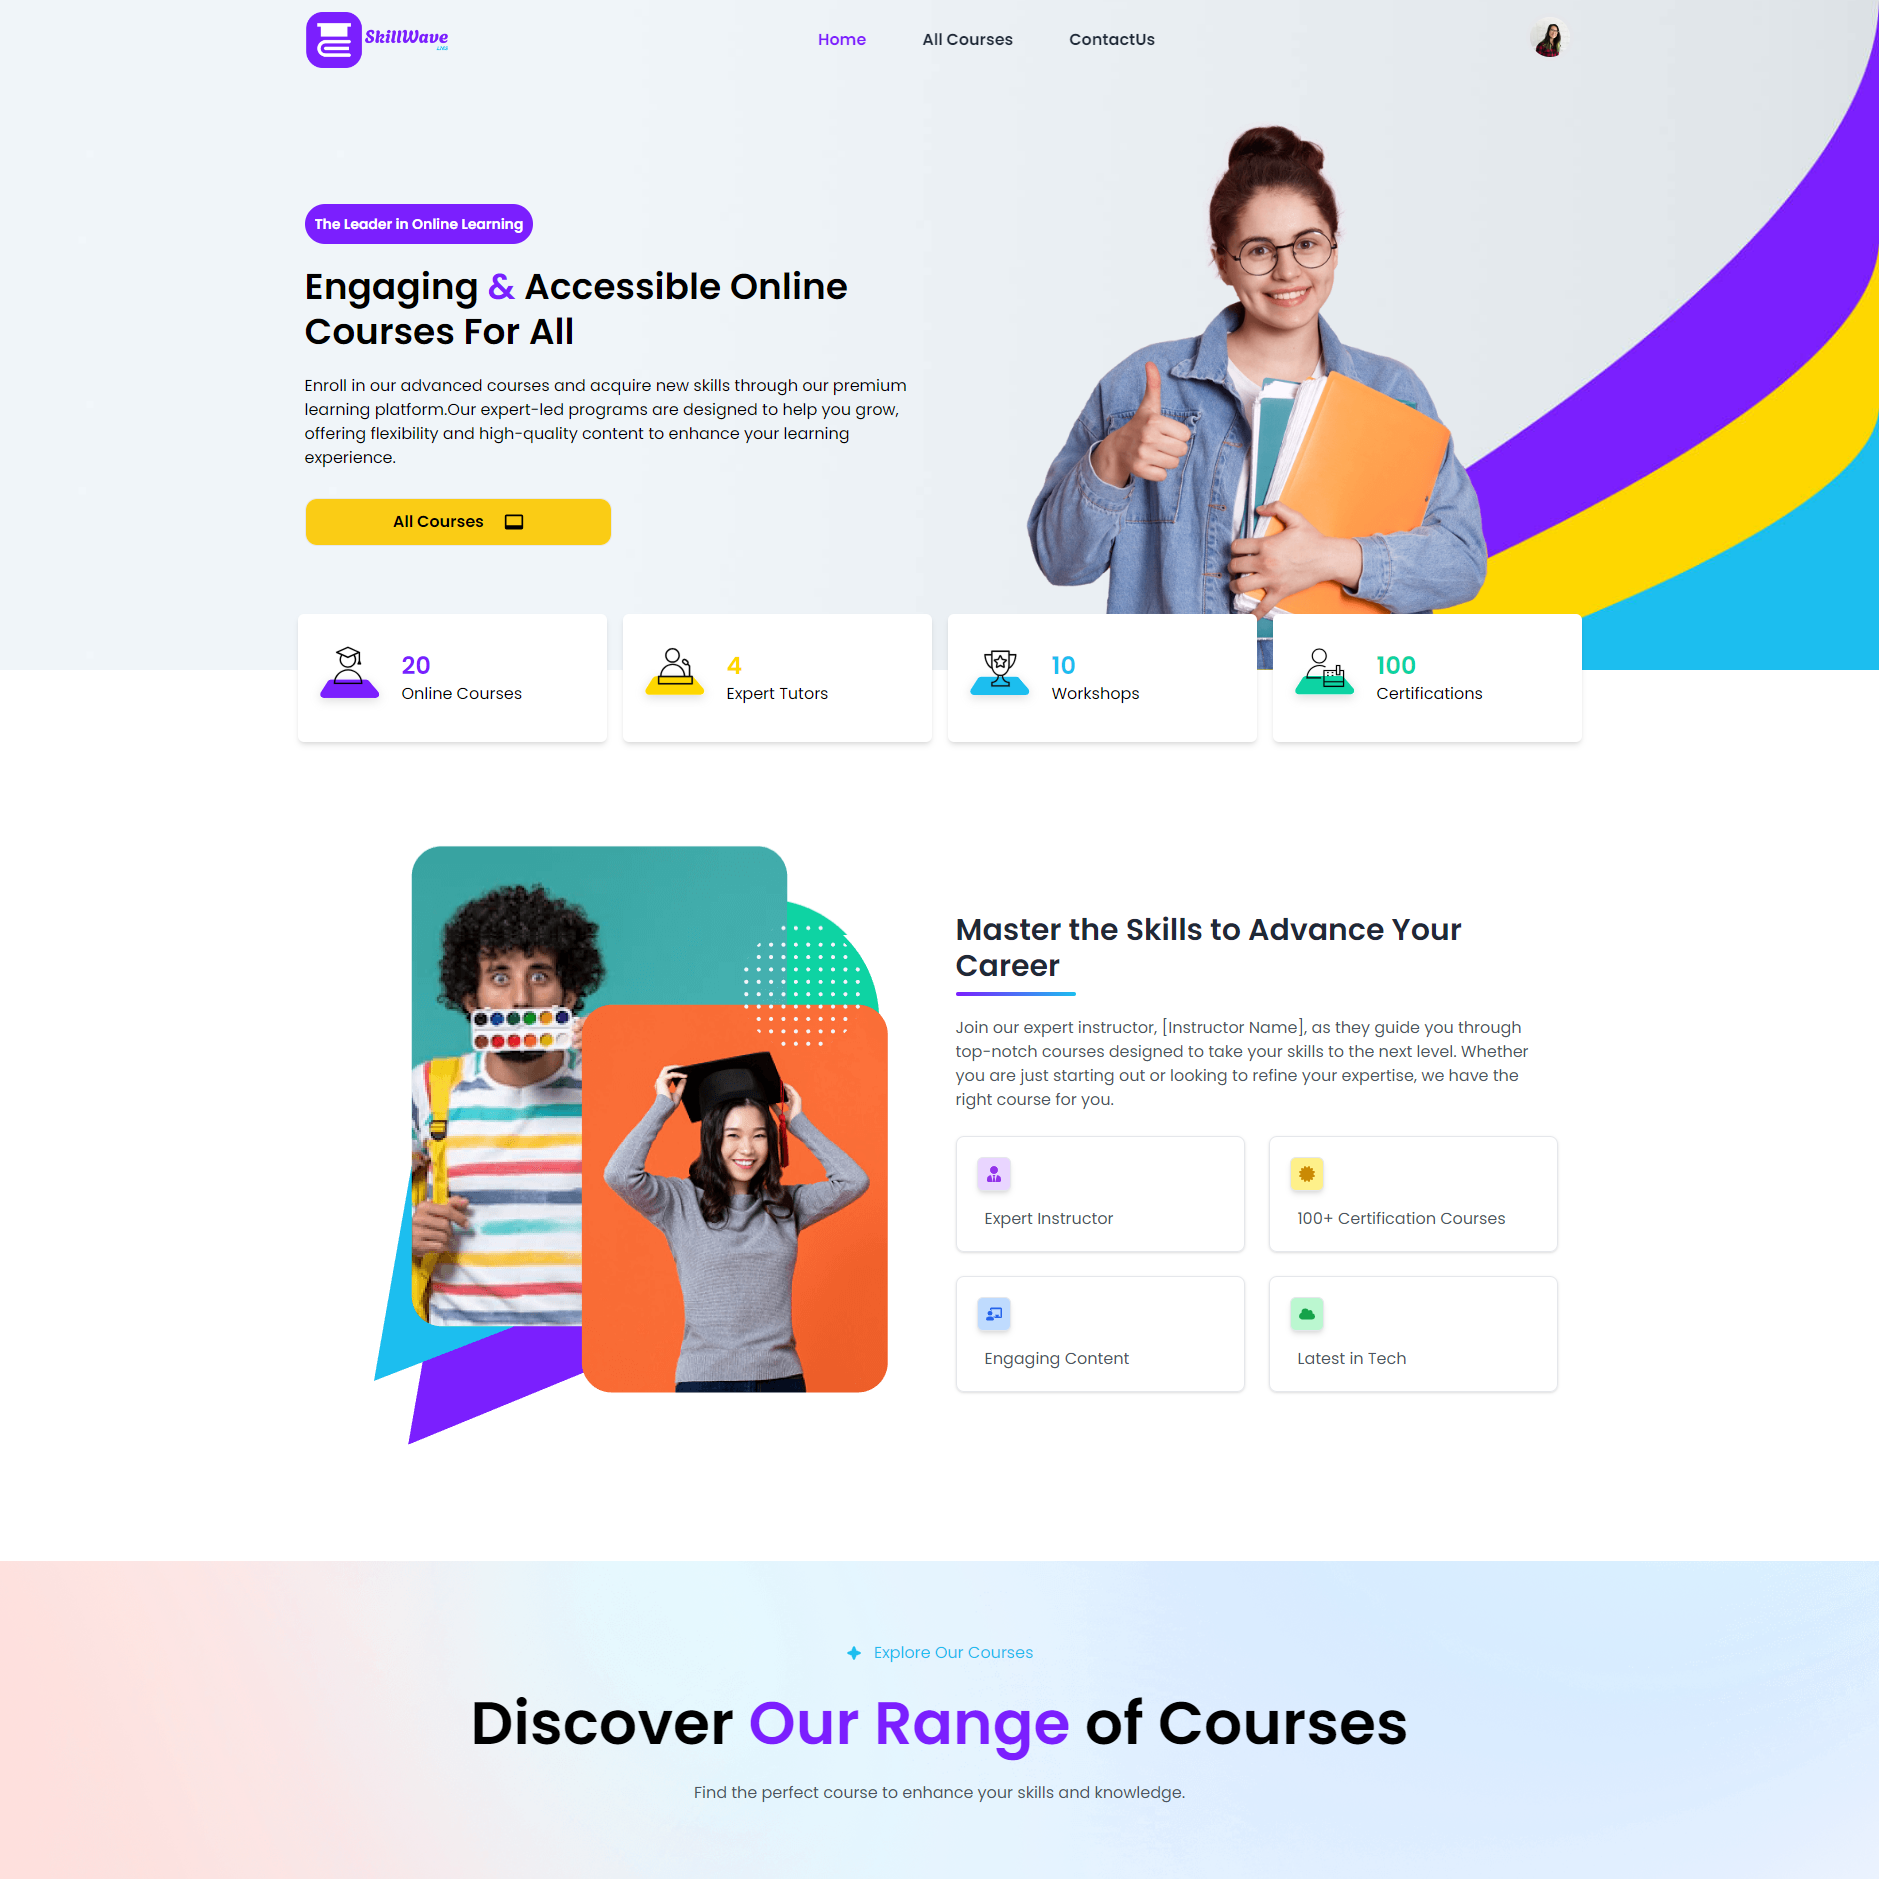 SkillWave
LMS
Home
All Courses
ContactUs
The Leader in Online Learning
Engaging & Accessible Online
Courses For All
Enroll in our advanced courses and acquire new skills through our premium
learning platform.Our expert-led programs are designed to help you grow,
offering flexibility and high-quality content to enhance your learning
experience.
All Courses
20
Online Courses
4
Expert Tutors
10
Workshops
100
Certifications
Master the Skills to Advance Your
Career
Join our expert instructor, [Instructor Name], as they guide you through
top-notch courses designed to take your skills to the next level. Whether
you are just starting out or looking to refine your expertise, we have the
right course for you.
Expert Instructor
100+ Certification Courses
Engaging Content
Latest in Tech
Explore Our Courses
Discover Our Range of Courses
Find the perfect course to enhance your skills and knowledge.